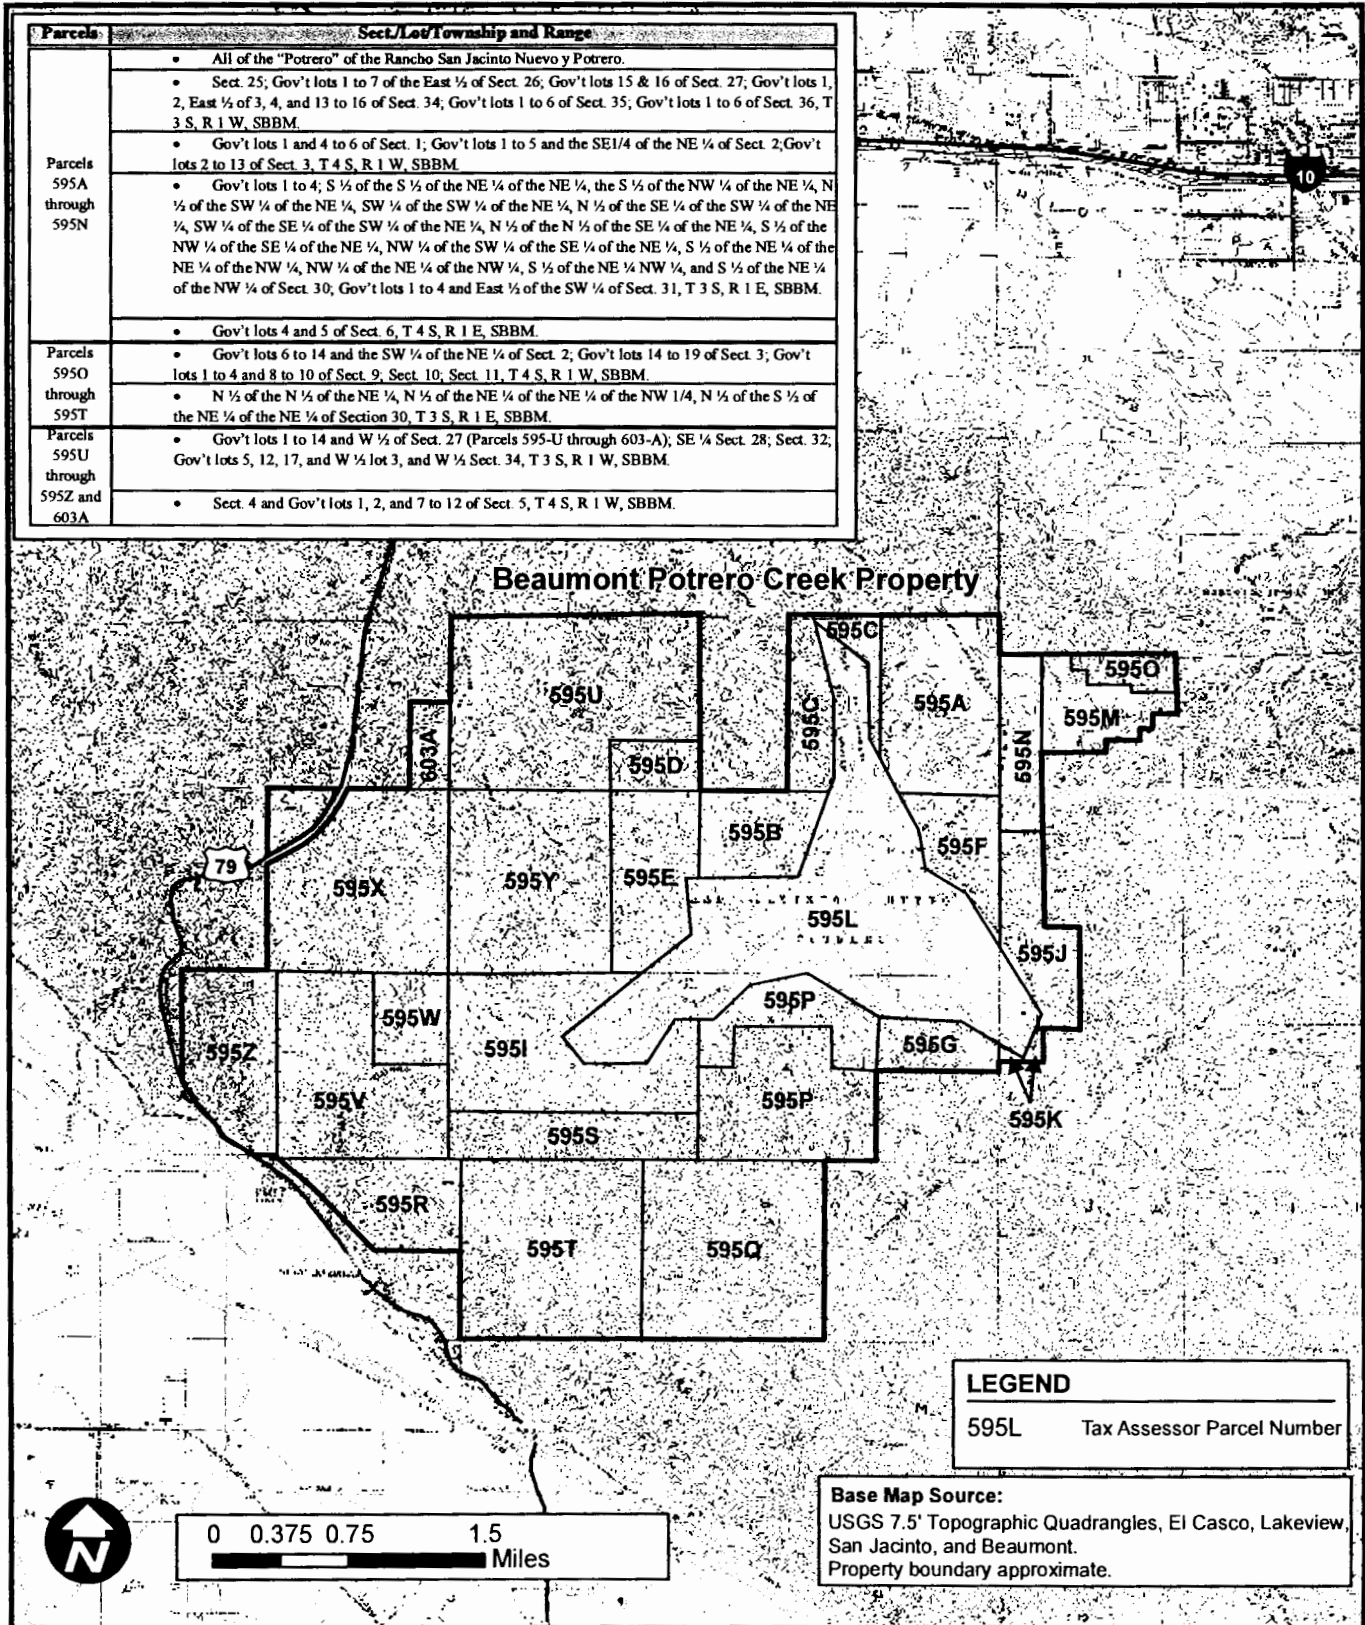 Parcels Sect./Lot/Township and Range
• All of the "Potrero" of the Rancho San Jacinto Nuevo y Potrero.
• Sect. 25; Gov't lots 1 to 7 of the East ½ of Sect. 26; Gov't lots 15 & 16 of Sect. 27; Gov't lots 1,
2, East ½ of 3, 4, and 13 to 16 of Sect. 34; Gov't lots 1 to 6 of Sect. 35; Gov't lots 1 to 6 of Sect. 36, T
3 S, R 1 W, SBBM.
Parcels
595A
through
595N
• Gov't lots 1 and 4 to 6 of Sect. 1; Gov't lots 1 to 5 and the SE1/4 of the NE ¼ of Sect. 2;Gov't
lots 2 to 13 of Sect. 3, T 4 S, R 1 W, SBBM.
• Gov't lots 1 to 4; S ½ of the S ½ of the NE ¼ of the NE ¼, the S ½ of the NW ¼ of the NE ¼, N
½ of the SW ¼ of the NE ¼, SW ¼ of the SW ¼ of the NE ¼, N ½ of the SE ¼ of the SW ¼ of the NE
¼, SW ¼ of the SE ¼ of the SW ¼ of the NE ¼, N ½ of the N ½ of the SE ¼ of the NE ¼, S ½ of the
NW ¼ of the SE ¼ of the NE ¼, NW ¼ of the SW ¼ of the SE ¼ of the NE ¼, S ½ of the NE ¼ of the
NE ¼ of the NW ¼, NW ¼ of the NE ¼ of the NW ¼, S ½ of the NE ¼ NW ¼, and S ½ of the NE ¼
of the NW ¼ of Sect. 30; Gov't lots 1 to 4 and East ½ of the SW ¼ of Sect. 31, T 3 S, R 1 E, SBBM.
• Gov't lots 4 and 5 of Sect. 6, T 4 S, R 1 E, SBBM.
Parcels
595O
through
595T
• Gov't lots 6 to 14 and the SW ¼ of the NE ¼ of Sect. 2; Gov't lots 14 to 19 of Sect. 3; Gov't
lots 1 to 4 and 8 to 10 of Sect. 9; Sect. 10; Sect. 11, T 4 S, R 1 W, SBBM.
• N ½ of the N ½ of the NE ¼, N ½ of the NE ¼ of the NE ¼ of the NW 1/4, N ½ of the S ½ of
the NE ¼ of the NE ¼ of Section 30, T 3 S, R 1 E, SBBM.
Parcels
595U
through
595Z and
603A
• Gov't lots 1 to 14 and W ½ of Sect. 27 (Parcels 595-U through 603-A); SE ¼ Sect. 28; Sect. 32;
Gov't lots 5, 12, 17, and W ½ lot 3, and W ½ Sect. 34, T 3 S, R 1 W, SBBM.
• Sect. 4 and Gov't lots 1, 2, and 7 to 12 of Sect. 5, T 4 S, R 1 W, SBBM.
10
Beaumont Potrero Creek Property
595C
595O
595U
595C
595A
595M
603A
595D
595N
595B
595F
79
595X
595Y
595E
595L
595J
595P
595W
595Z
595I
595G
595V
595P
595K
595S
595R
595T
595Q
LEGEND
595L Tax Assessor Parcel Number
Base Map Source:
USGS 7.5' Topographic Quadrangles, El Casco, Lakeview,
San Jacinto, and Beaumont.
Property boundary approximate.
N
0 0.375 0.75 1.5
Miles